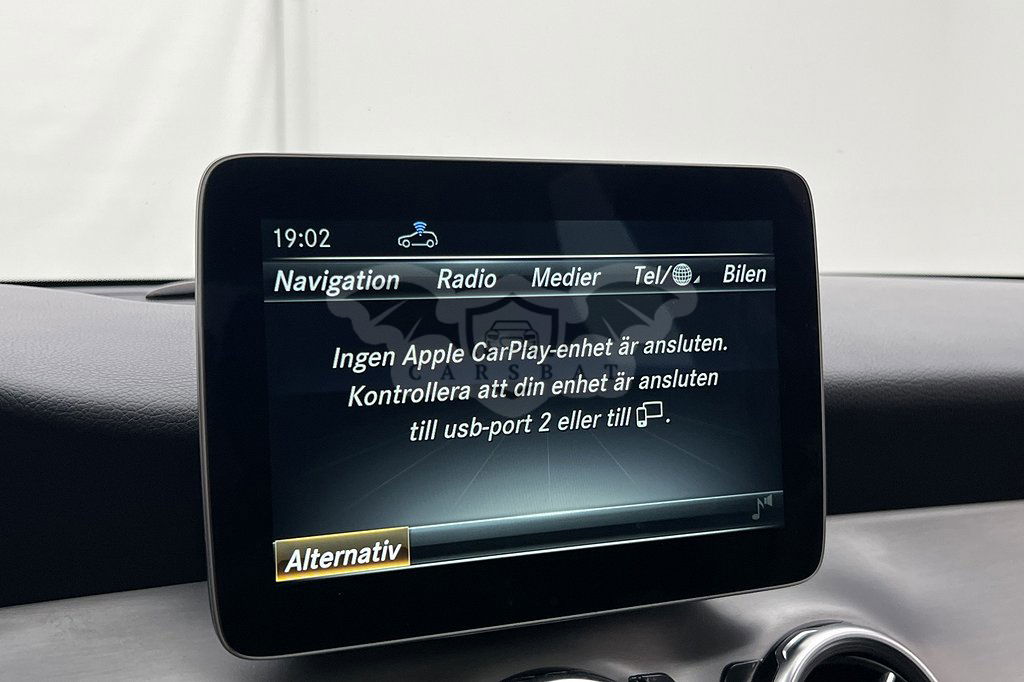 19:02
Navigation Radio Medier Tel/ Bilen
Ingen Apple CarPlay-enhet är ansluten.
CARSBAT
Kontrollera att din enhet är ansluten
till usb-port 2 eller till .
Alternativ